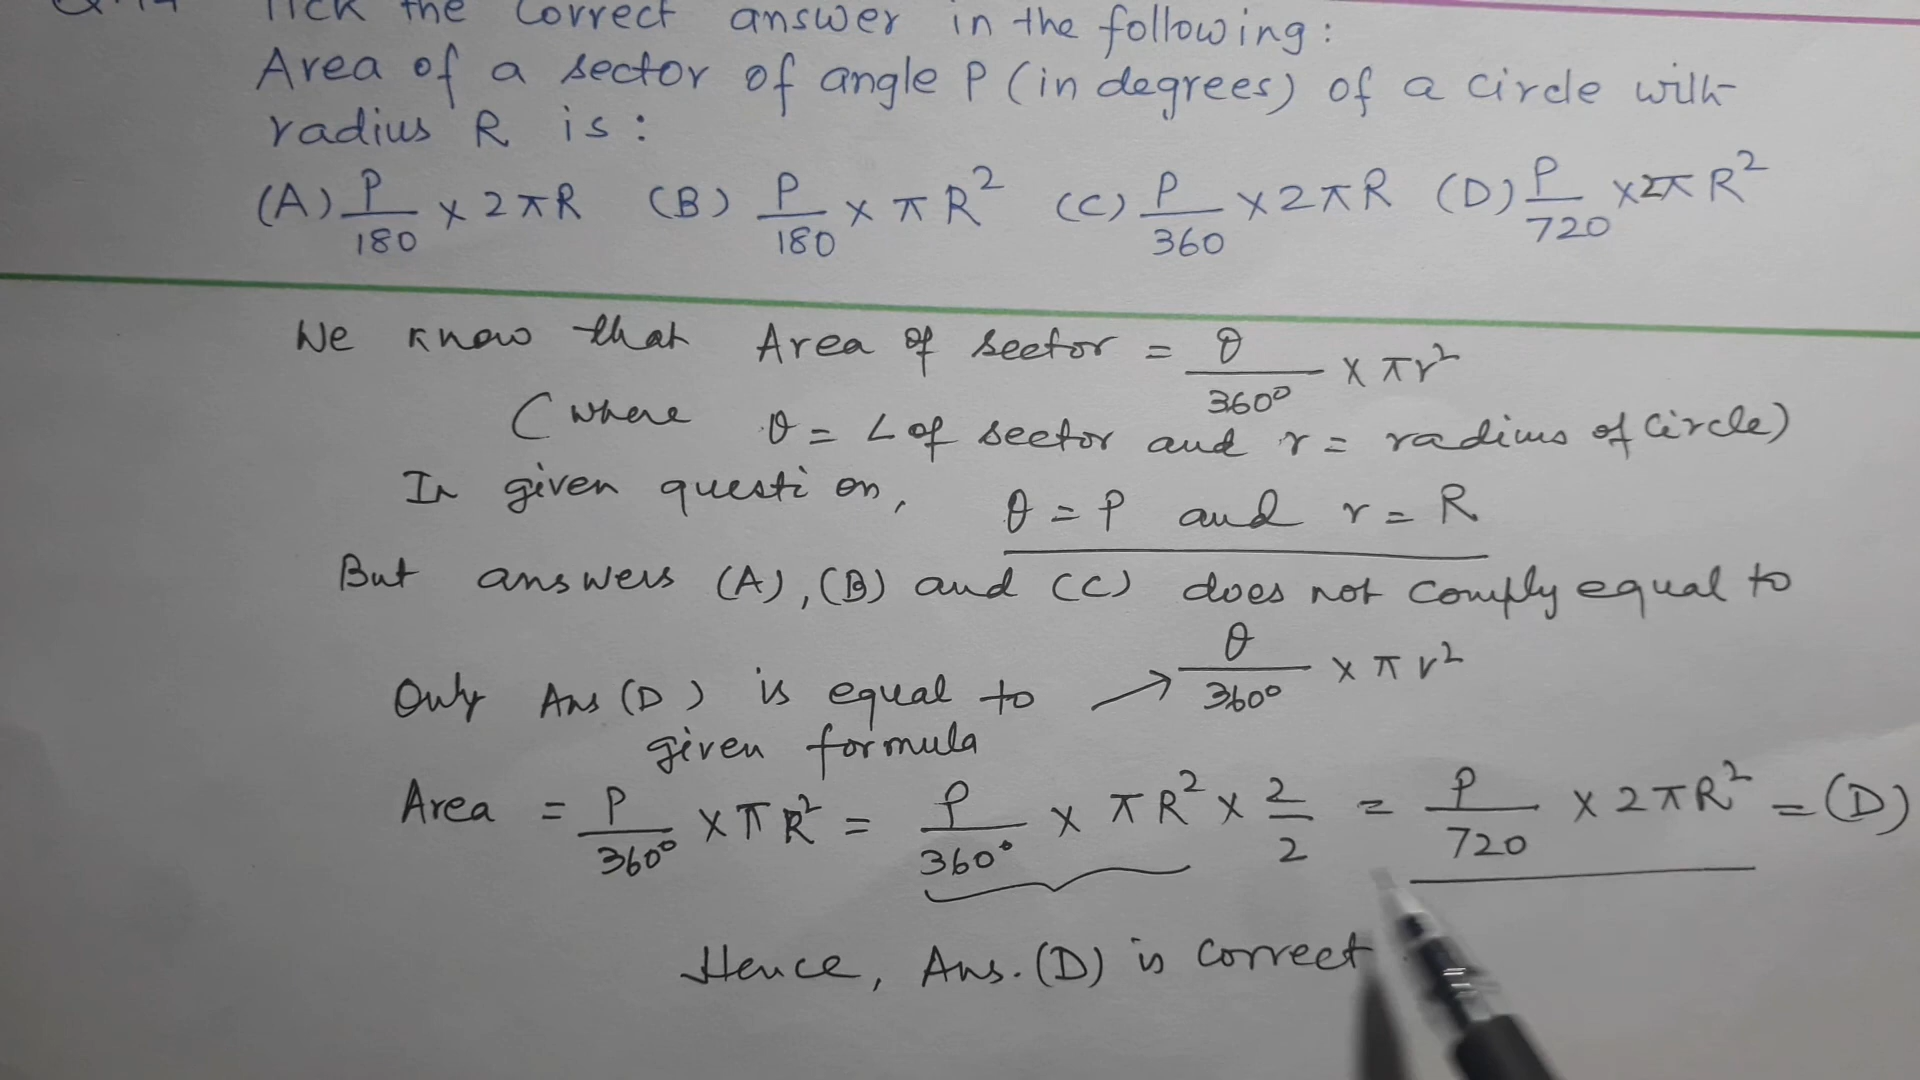 Tick the correct answer in the following:
Area of a sector of angle P (in degrees) of a circle with
radius R is:
(A) P/180 × 2πR (B) P/180 × πR² (C) P/360 × 2πR (D) P/720 × 2πR²
We know that Area of sector = θ/360° × πr²
(where θ = ∠ of sector and r = radius of circle)
In given question, θ = P and r = R
But answers (A), (B) and (C) does not comply equal to
θ/360° × πr²
Only Ans (D) is equal to →
given formula
Area = P/360° × πR² = P/360° × πR² × 2/2 = P/720 × 2πR² = (D)
Hence, Ans. (D) is correct